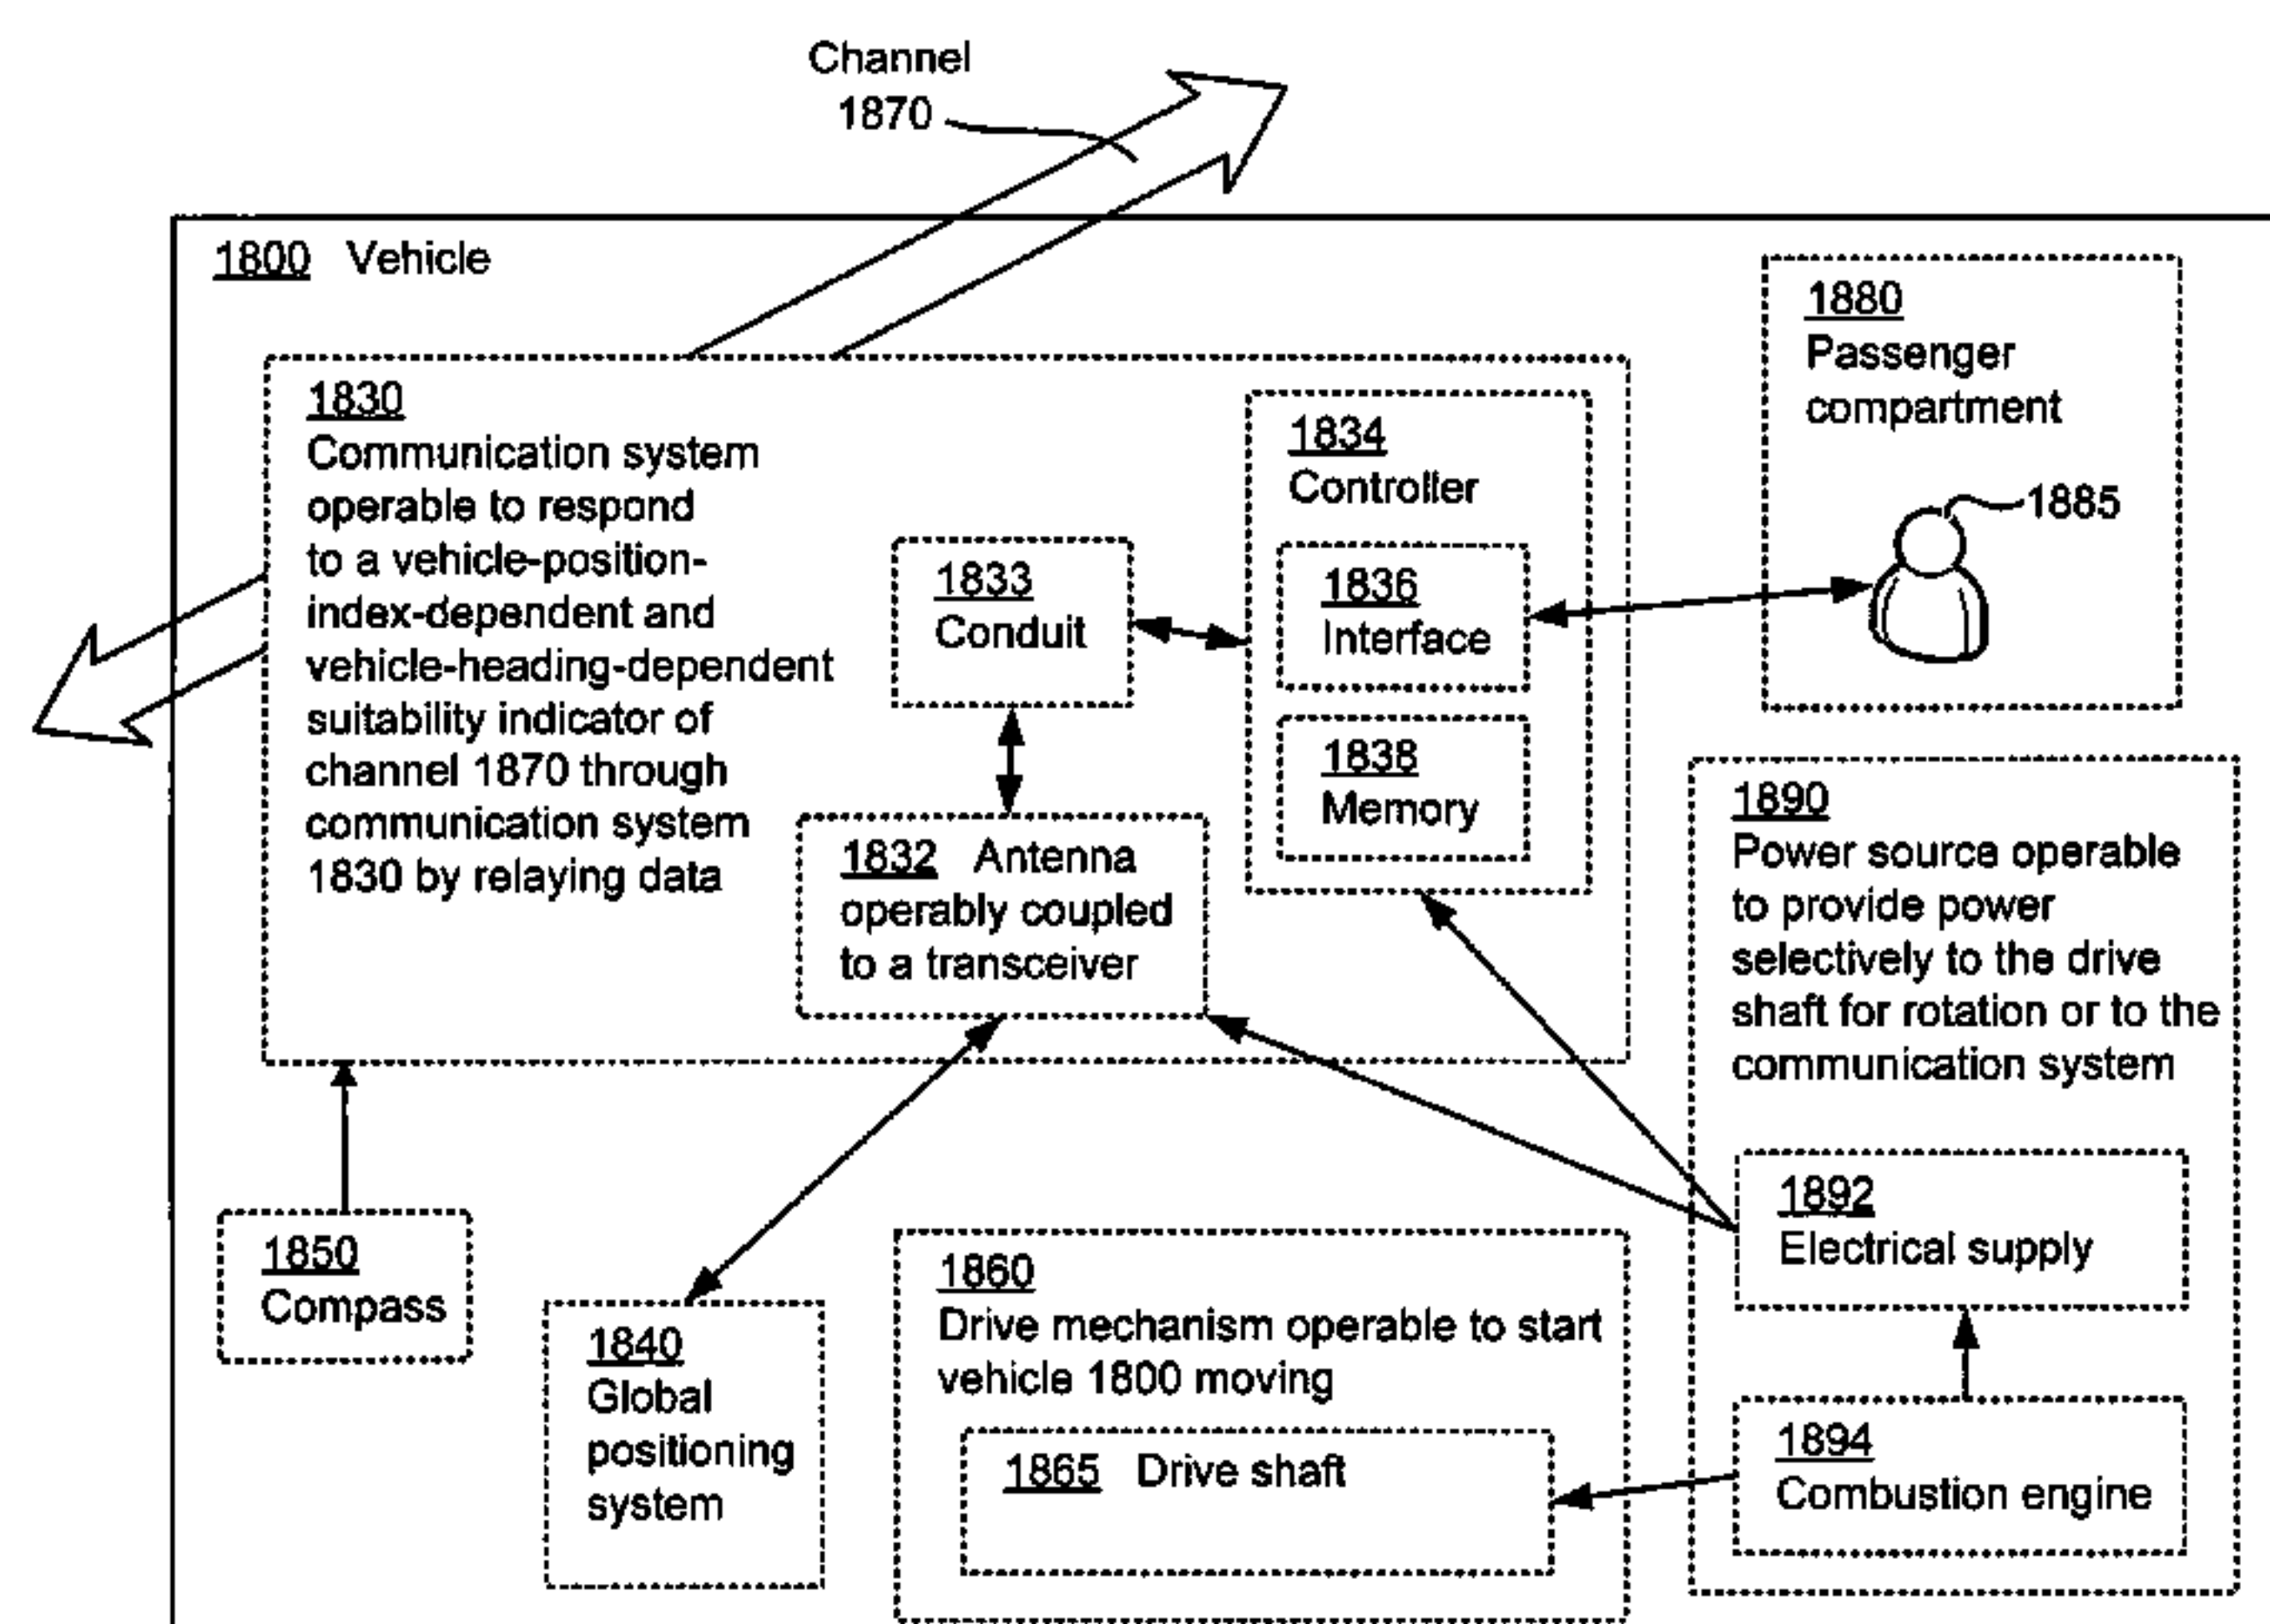 Channel
1870
1800 Vehicle
1830
Communication system
operable to respond
to a vehicle-position-
index-dependent and
vehicle-heading-dependent
suitability indicator of
channel 1870 through
communication system
1830 by relaying data
1833
Conduit
1832 Antenna
operably coupled
to a transceiver
1834
Controller
1836
Interface
1838
Memory
1880
Passenger
compartment
1885
1890
Power source operable
to provide power
selectively to the drive
shaft for rotation or to the
communication system
1892
Electrical supply
1894
Combustion engine
1850
Compass
1840
Global
positioning
system
1860
Drive mechanism operable to start
vehicle 1800 moving
1865 Drive shaft